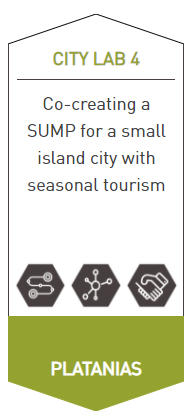 CITY LAB 4
Co-creating a
SUMP for a small
island city with
seasonal tourism
PLATANIAS